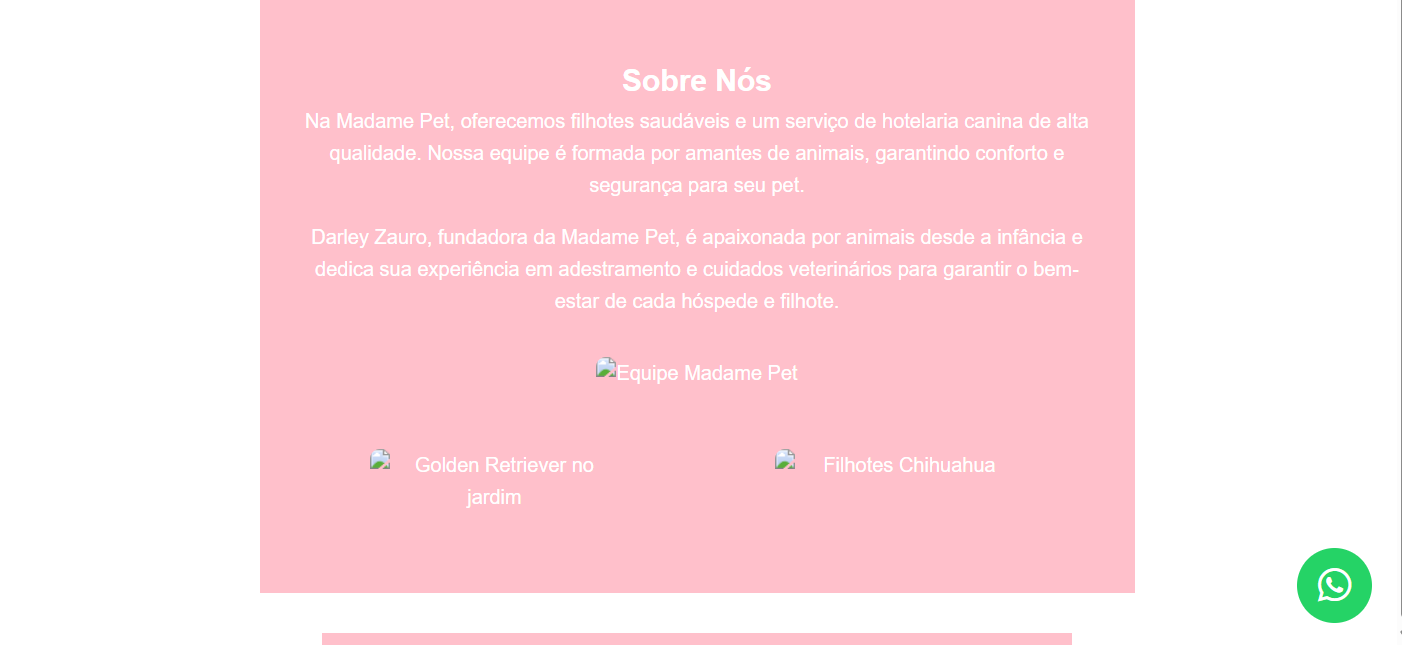 Sobre Nós
Na Madame Pet, oferecemos filhotes saudáveis e um serviço de hotelaria canina de alta
qualidade. Nossa equipe é formada por amantes de animais, garantindo conforto e
segurança para seu pet.
Darley Zauro, fundadora da Madame Pet, é apaixonada por animais desde a infância e
dedica sua experiência em adestramento e cuidados veterinários para garantir o bem-
estar de cada hóspede e filhote.
Equipe Madame Pet
Golden Retriever no
jardim
Filhotes Chihuahua